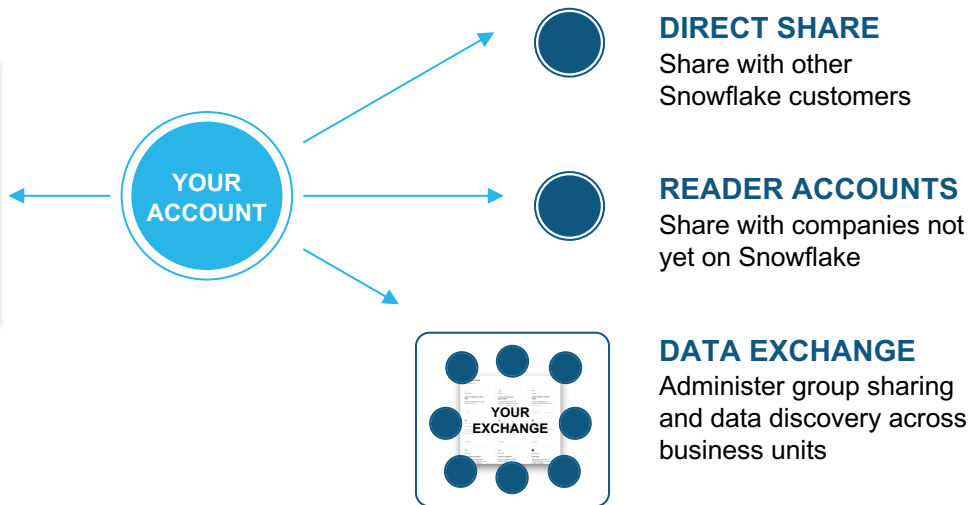 DIRECT SHARE
Share with other
Snowflake customers
YOUR
ACCOUNT
READER ACCOUNTS
Share with companies not
yet on Snowflake
DATA EXCHANGE
Administer group sharing
and data discovery across
business units
YOUR
EXCHANGE